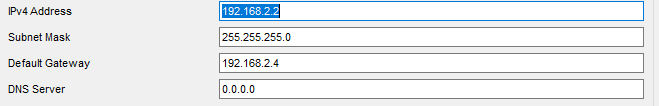 IPv4 Address 192.168.2.2
Subnet Mask 255.255.255.0
Default Gateway 192.168.2.4
DNS Server 0.0.0.0